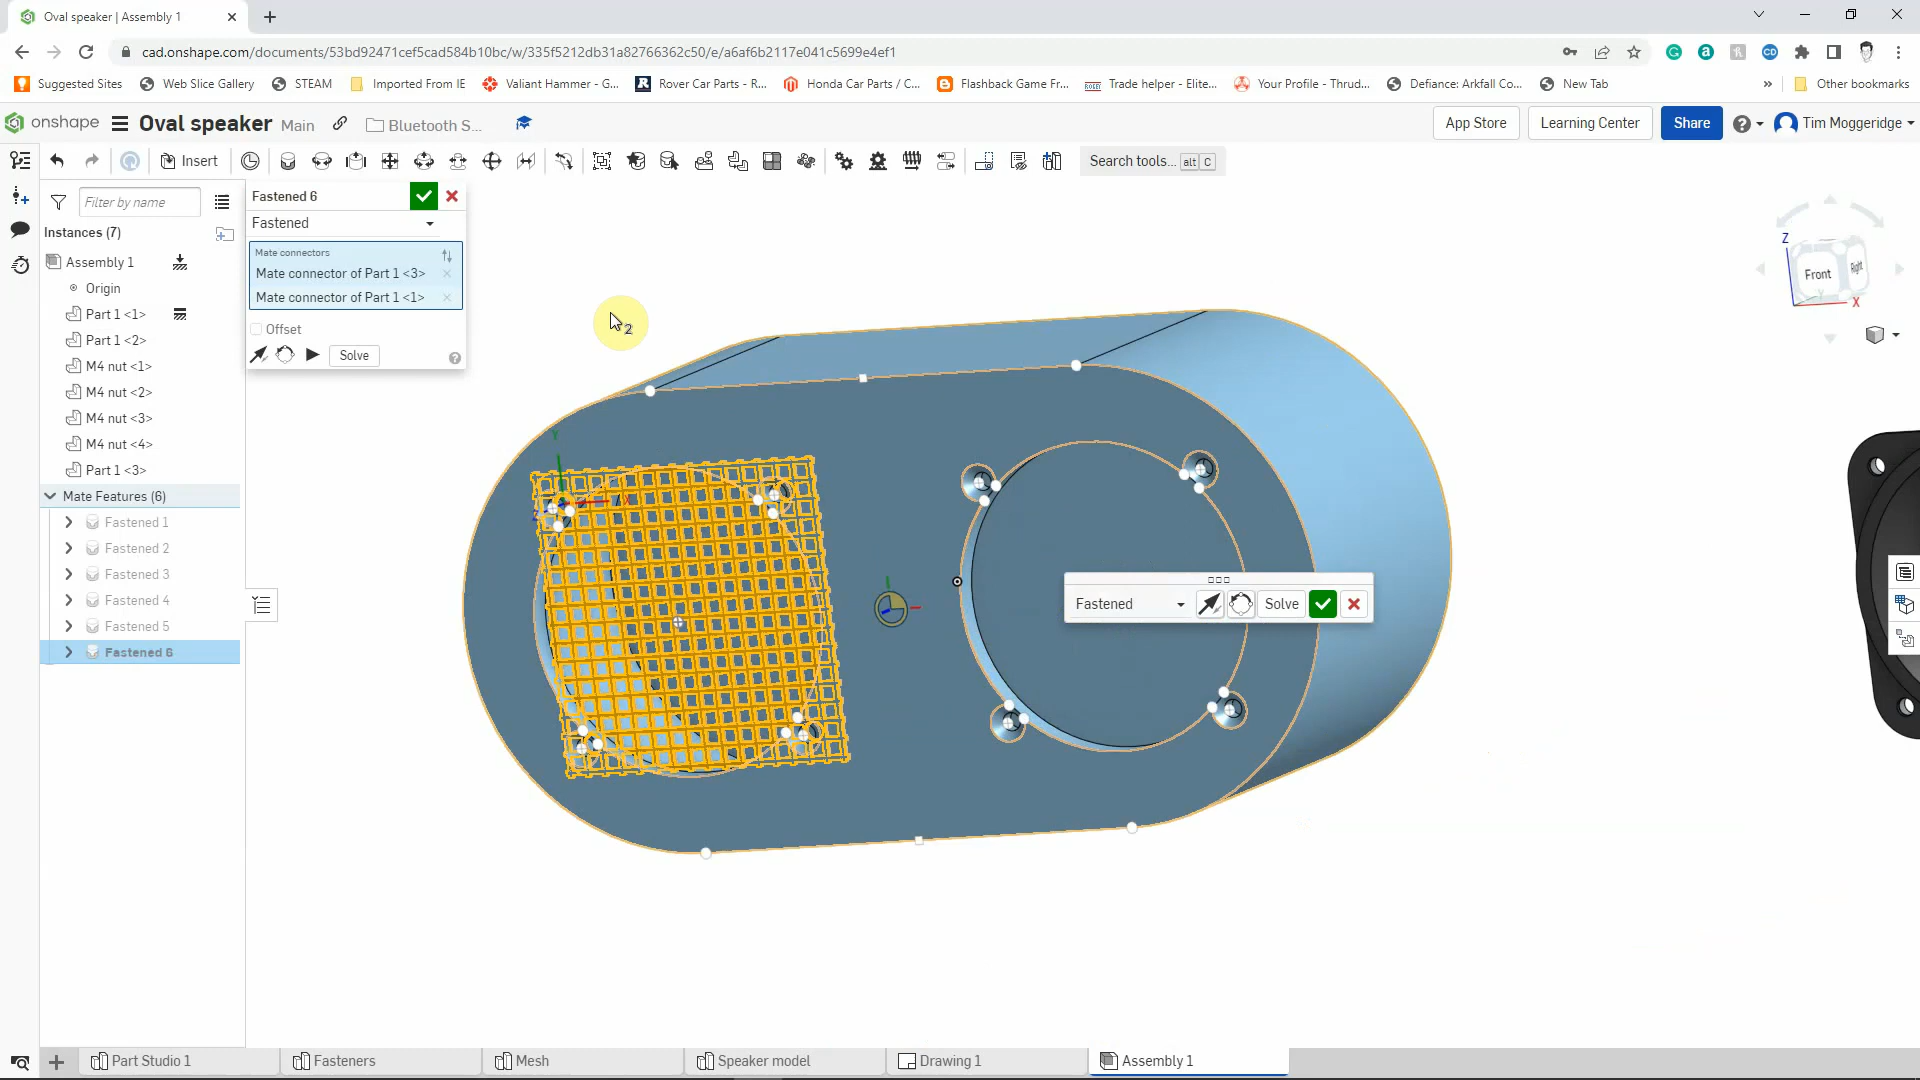 Oval speaker | Assembly 1
cad.onshape.com/documents/53bd92471cef5cad584b10bc/w/335f5212db31a82766362c50/e/a6af6b2117e041c5699e4ef1
Suggested Sites
Web Slice Gallery
STEAM
Imported From IE
Valiant Hammer - G...
Rover Car Parts - R...
Honda Car Parts / C...
Flashback Game Fr...
Trade helper - Elite...
Your Profile - Thrud...
Defiance: Arkfall Co...
New Tab
»
Other bookmarks
onshape
Oval speaker
Main
Bluetooth S...
App Store
Learning Center
Share
Tim Moggeridge
Insert
Search tools...
alt C
Filter by name
Instances (7)
Assembly 1
Origin
Part 1 <1>
Part 1 <2>
M4 nut <1>
M4 nut <2>
M4 nut <3>
M4 nut <4>
Part 1 <3>
Mate Features (6)
Fastened 1
Fastened 2
Fastened 3
Fastened 4
Fastened 5
Fastened 6
Fastened 6
Fastened
Mate connectors
Mate connector of Part 1 <3>
Mate connector of Part 1 <1>
Offset
Solve
2
Z
Front
Right
Y
X
Y
Fastened
Solve
Part Studio 1
Fasteners
Mesh
Speaker model
Drawing 1
Assembly 1